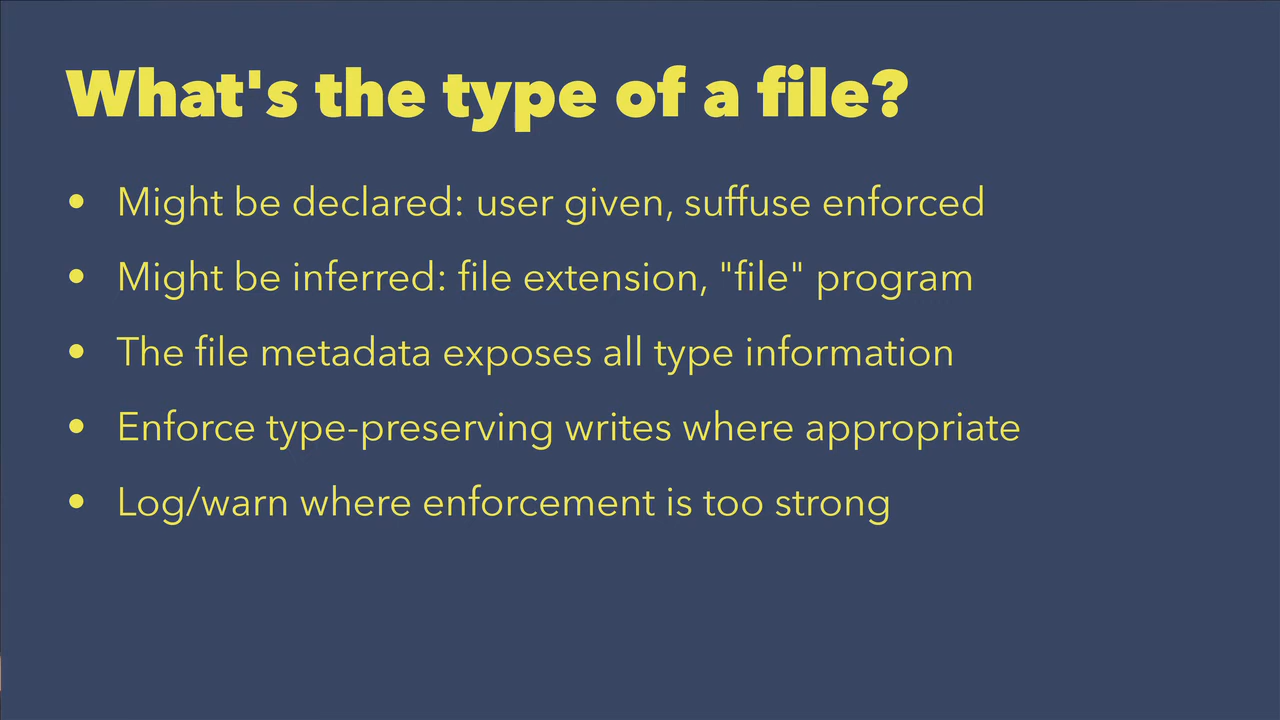 What's the type of a file?
• Might be declared: user given, suffuse enforced
• Might be inferred: file extension, "file" program
• The file metadata exposes all type information
• Enforce type-preserving writes where appropriate
• Log/warn where enforcement is too strong